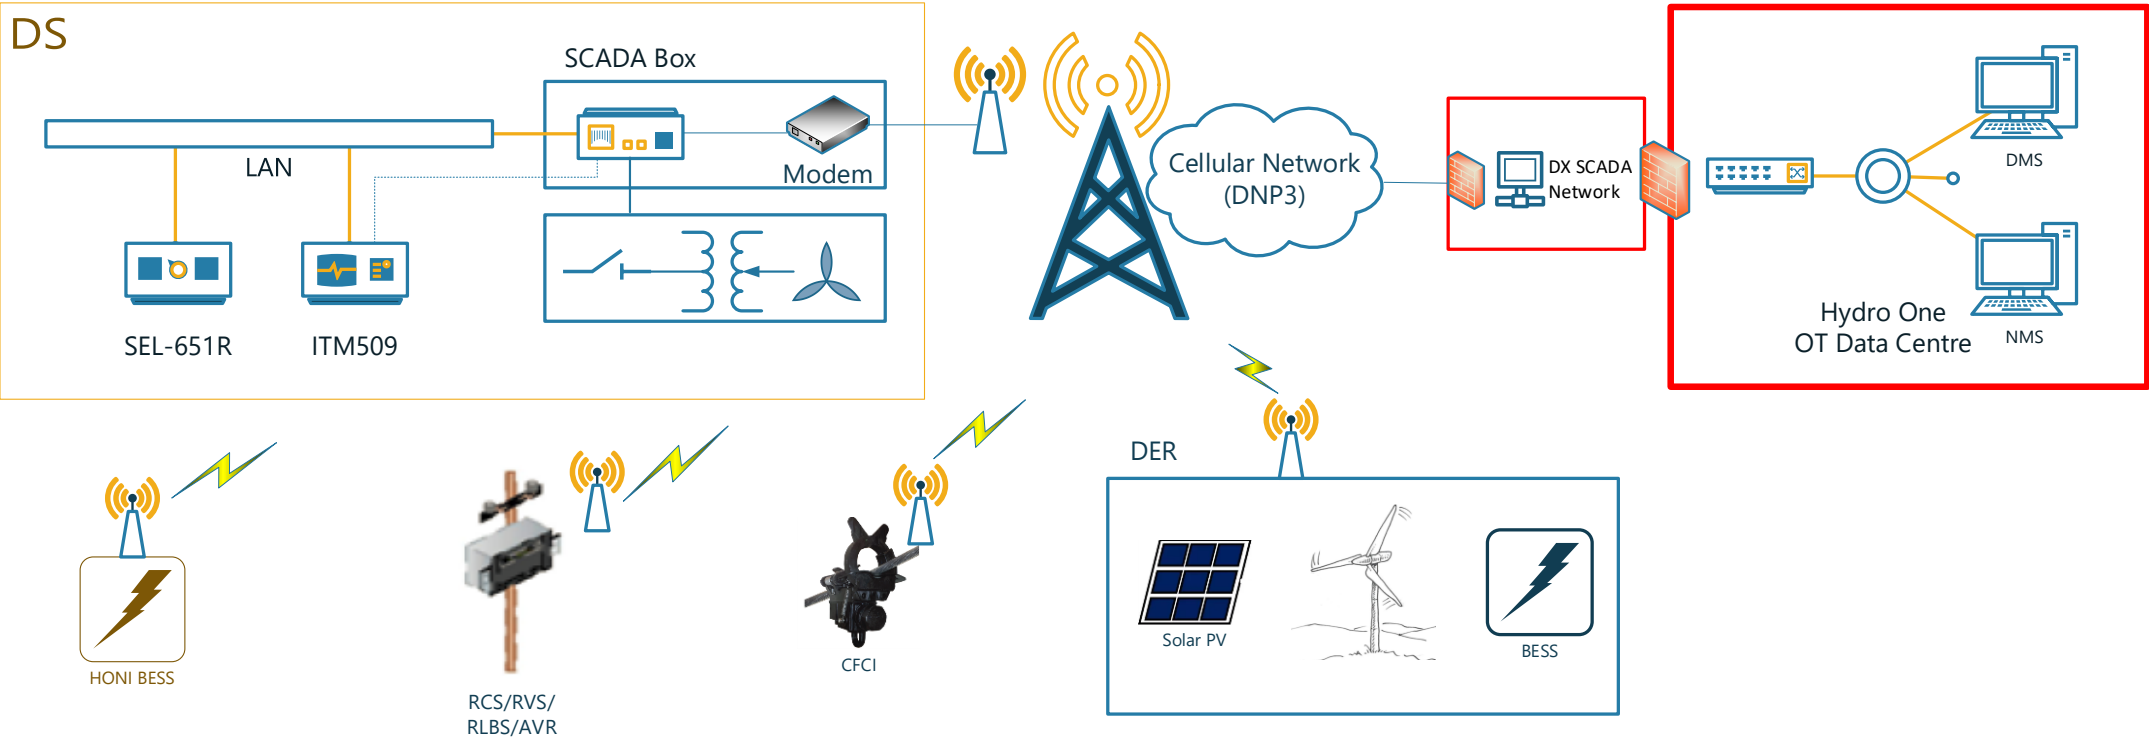 DS
SCADA Box
Modem
LAN
SEL-651R
ITM509
Cellular Network
(DNP3)
DX SCADA
Network
DMS
NMS
Hydro One
OT Data Centre
HONI BESS
RCS/RVS/
RLBS/AVR
CFCI
DER
Solar PV
BESS